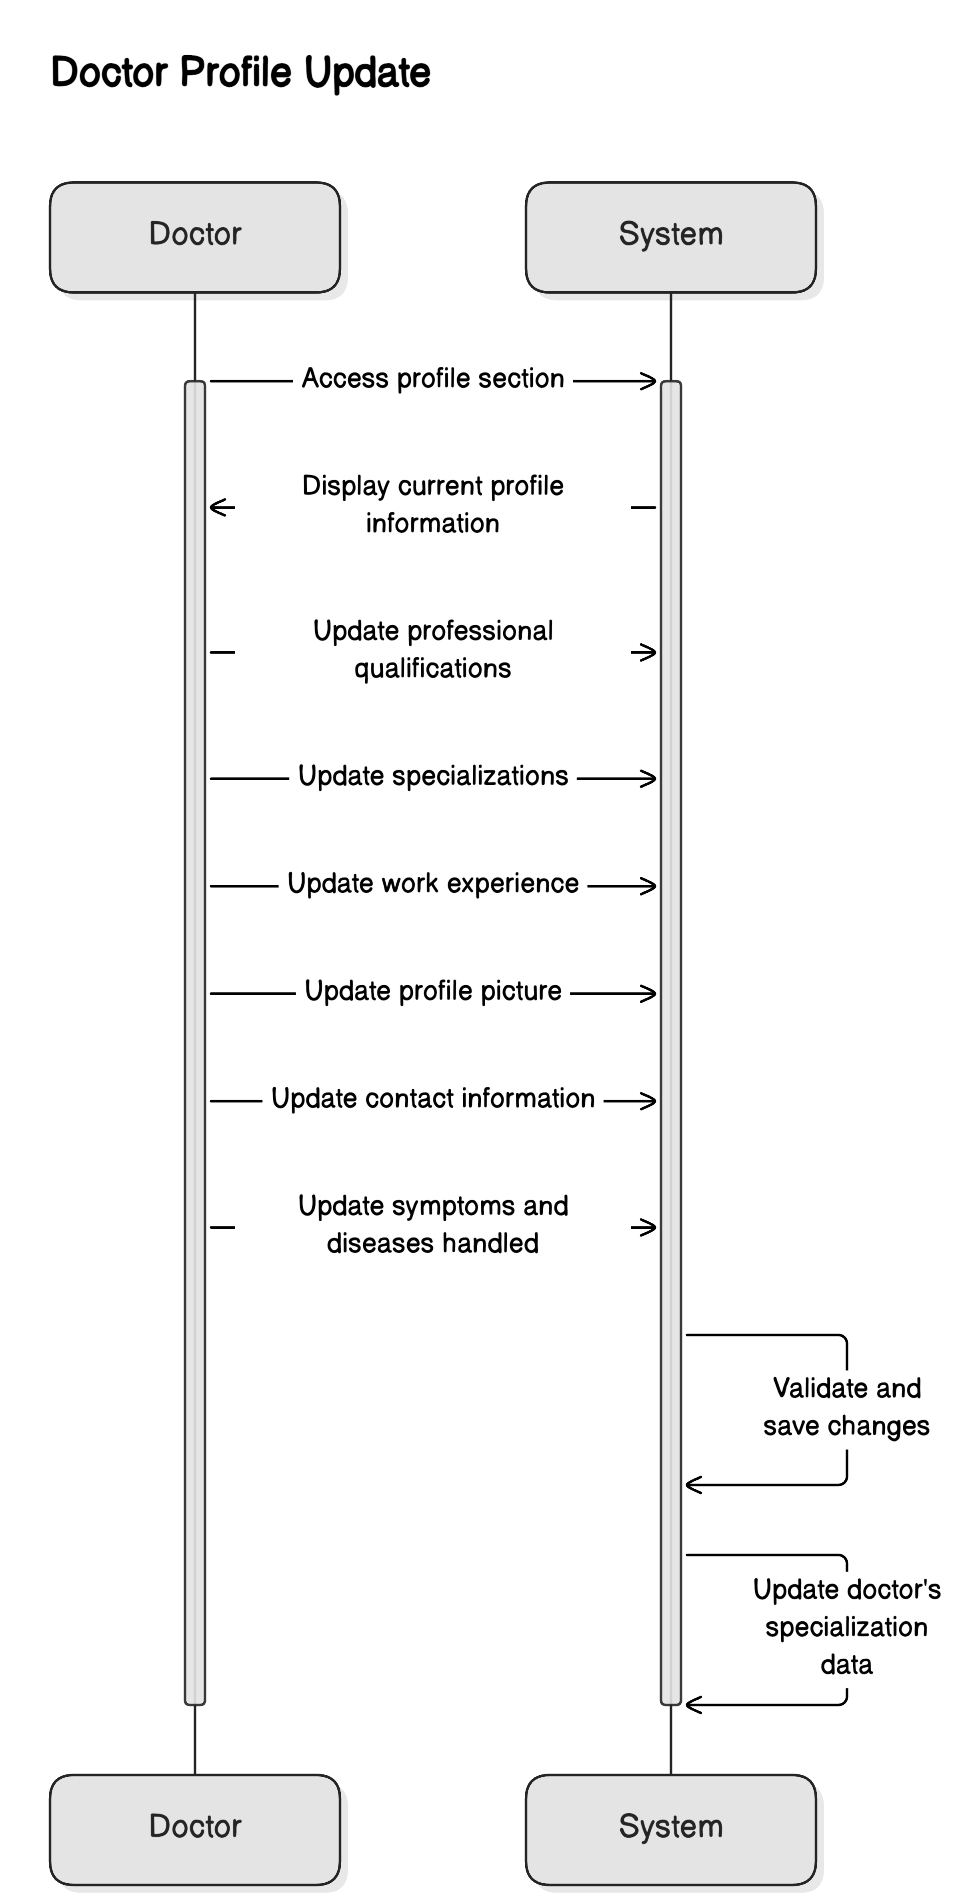 Doctor Profile Update
Doctor
System
Access profile section
Display current profile
information
Update professional
qualifications
Update specializations
Update work experience
Update profile picture
Update contact information
Update symptoms and
diseases handled
Validate and
save changes
Update doctor's
specialization
data
Doctor
System